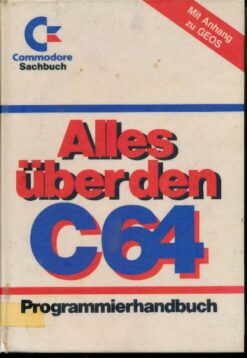 Commodore
Sachbuch
Mit Anhang
zu GEOS
Alles
über den
C64
Programmierhandbuch